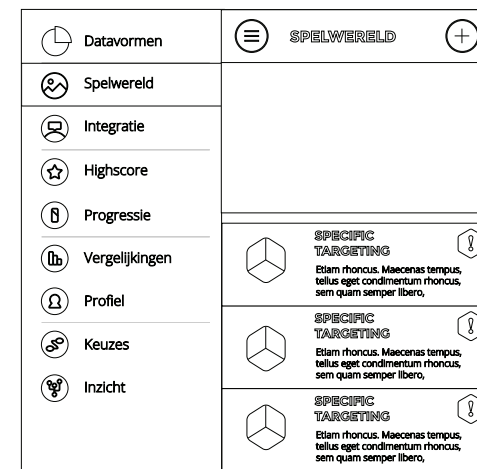 Datavormen
Spelwereld
Integratie
Highscore
Progressie
Vergelijkingen
Profiel
Keuzes
Inzicht
SPELWERELD
SPECIFIC
TARGETING
Etiam rhoncus. Maecenas tempus,
tellus eget condimentum rhoncus,
sem quam semper libero,
SPECIFIC
TARGETING
Etiam rhoncus. Maecenas tempus,
tellus eget condimentum rhoncus,
sem quam semper libero,
SPECIFIC
TARGETING
Etiam rhoncus. Maecenas tempus,
tellus eget condimentum rhoncus,
sem quam semper libero,